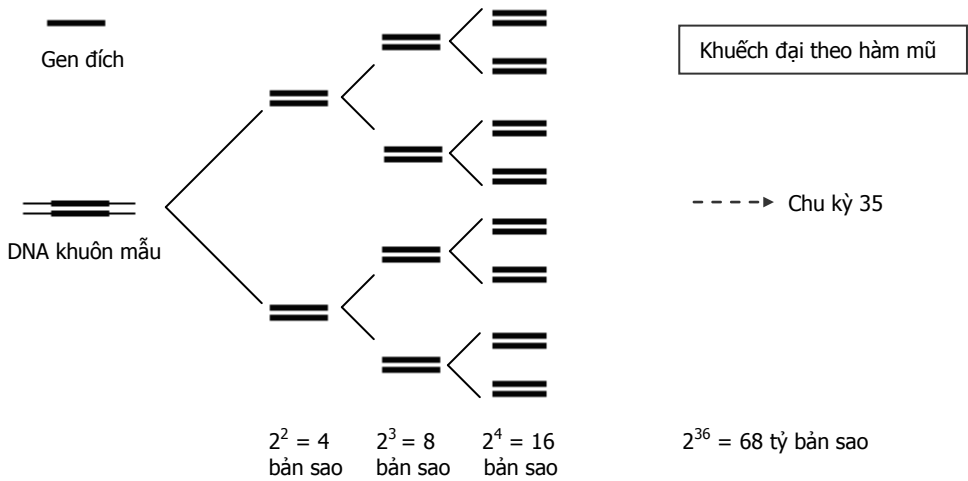 Gen đích
Khuếch đại theo hàm mũ
DNA khuôn mẫu
Chu kỳ 35
2² = 4
bản sao
2³ = 8
bản sao
2⁴ = 16
bản sao
2³⁶ = 68 tỷ bản sao